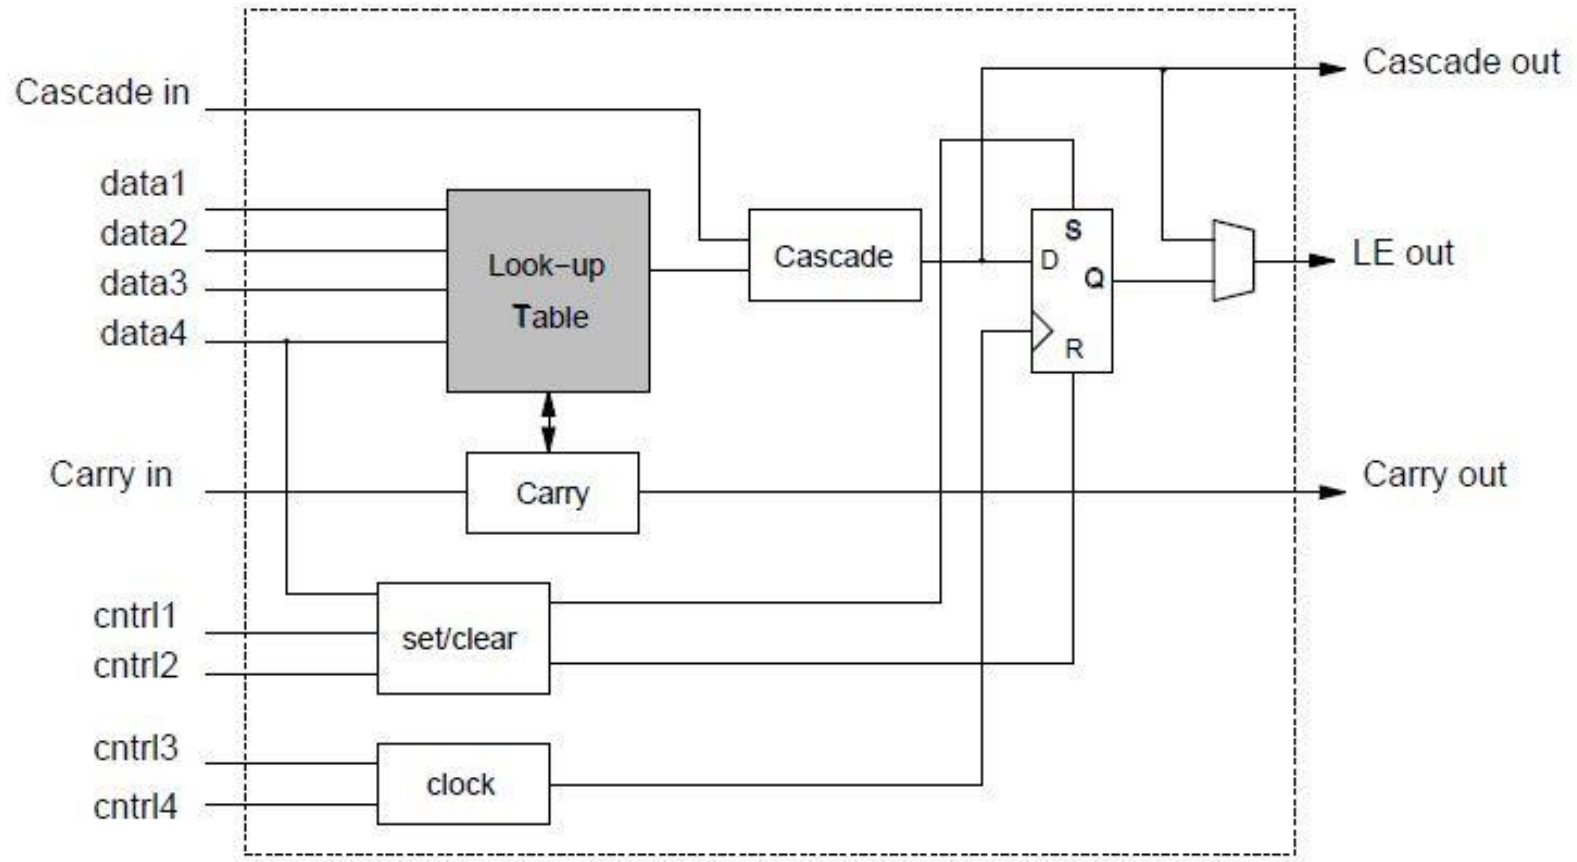 Cascade in
data1
data2
data3
data4
Carry in
cntrl1
cntrl2
cntrl3
cntrl4
Look-up
Table
Carry
set/clear
clock
Cascade
S
D
Q
R
Cascade out
LE out
Carry out